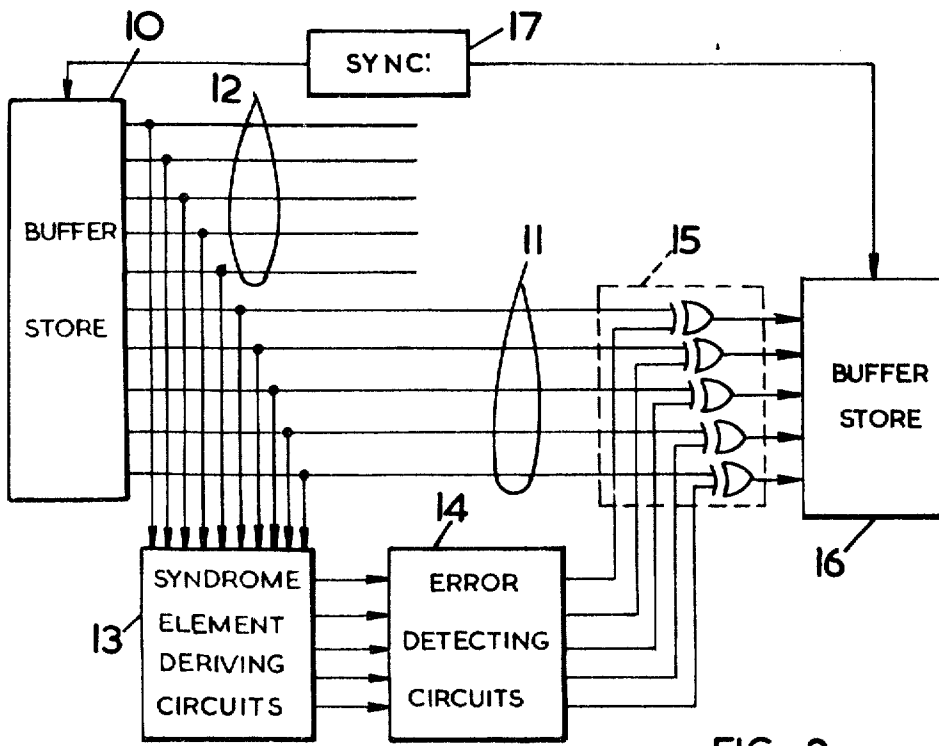 10
17
SYNC:
12
BUFFER
STORE
11
15
BUFFER
STORE
16
14
13
SYNDROME
ELEMENT
DERIVING
CIRCUITS
ERROR
DETECTING
CIRCUITS